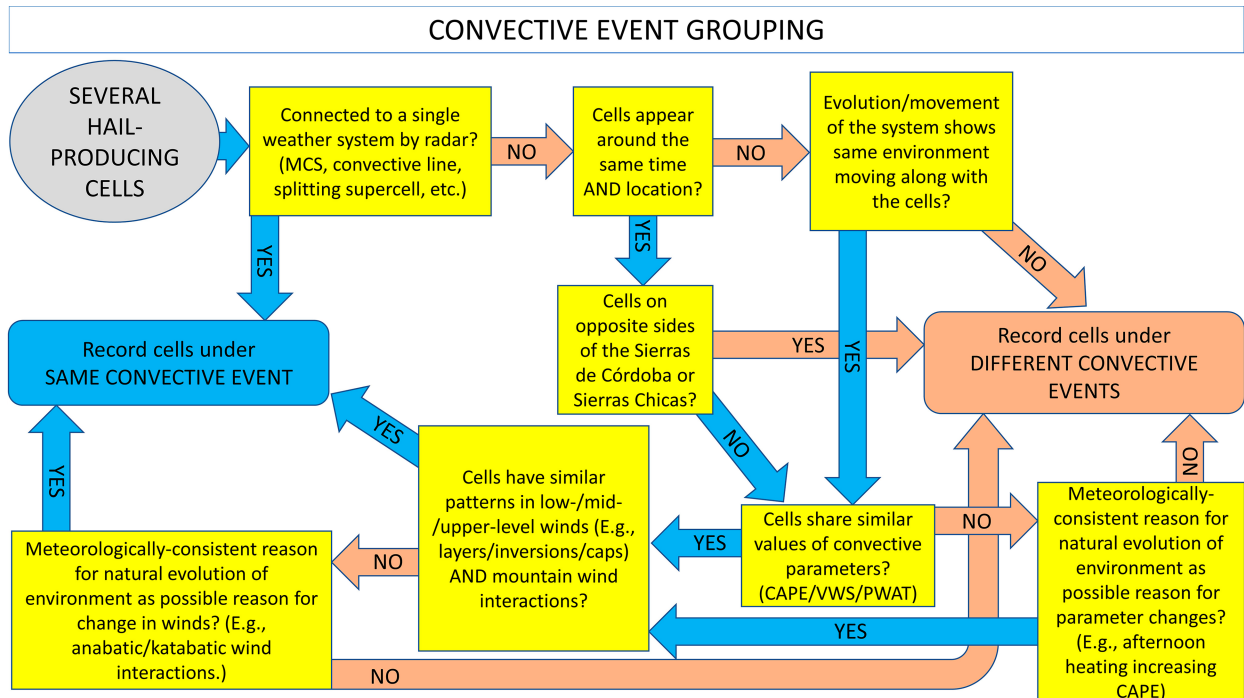 CONVECTIVE EVENT GROUPING
SEVERAL
HAIL-
PRODUCING
CELLS
Connected to a single
weather system by radar?
(MCS, convective line,
splitting supercell, etc.)
NO
Cells appear
around the
same time
AND location?
NO
Evolution/movement
of the system shows
same environment
moving along with
the cells?
YES
YES
NO
Cells on
opposite sides
of the Sierras
de Córdoba or
Sierras Chicas?
YES
YES
Record cells under
SAME CONVECTIVE EVENT
Record cells under
DIFFERENT CONVECTIVE
EVENTS
YES
NO
NO
YES
Cells have similar
patterns in low-/mid-
/upper-level winds (E.g.,
layers/inversions/caps)
AND mountain wind
interactions?
YES
Cells share similar
values of convective
parameters?
(CAPE/VWS/PWAT)
NO
Meteorologically-
consistent reason for
natural evolution of
environment as
possible reason for
parameter changes?
(E.g., afternoon
heating increasing
CAPE)
NO
Meteorologically-consistent reason
for natural evolution of
environment as possible reason for
change in winds? (E.g.,
anabatic/katabatic wind
interactions.)
YES
NO